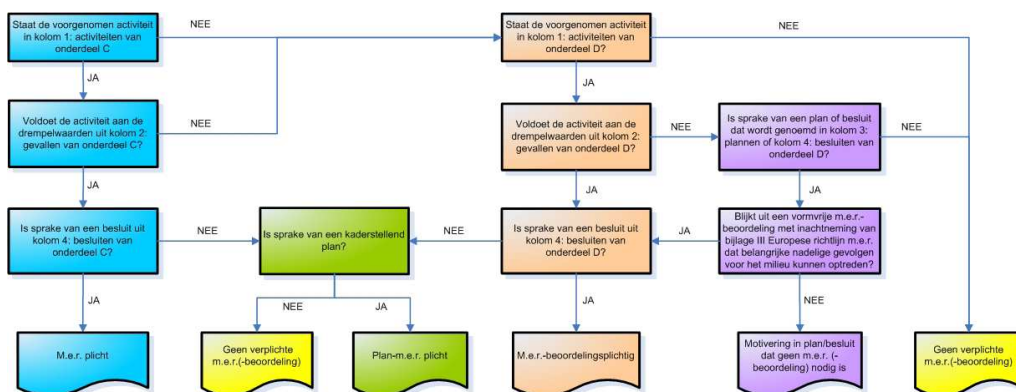 Staat de voorgenomen activiteit
in kolom 1: activiteiten van
onderdeel C
NEE
Staat de voorgenomen activiteit
in kolom 1: activiteiten van
onderdeel D?
NEE
JA
JA
Voldoet de activiteit aan de
drempelwaarden uit kolom 2:
gevallen van onderdeel C?
NEE
Voldoet de activiteit aan de
drempelwaarden uit kolom 2:
gevallen van onderdeel D?
NEE
Is sprake van een plan of besluit
dat wordt genoemd in kolom 3:
plannen of kolom 4: besluiten van
onderdeel D?
NEE
JA
JA
JA
Is sprake van een besluit uit
kolom 4: besluiten van
onderdeel C?
NEE
Is sprake van een kaderstellend
plan?
NEE
Is sprake van een besluit uit
kolom 4: besluiten van
onderdeel D?
JA
Blijkt uit een vormvrije m.e.r.-
beoordeling met inachtneming van
bijlage III Europese richtlijn m.e.r.
dat belangrijke nadelige gevolgen
voor het milieu kunnen optreden?
JA
NEE
JA
JA
NEE
M.e.r. plicht
Geen verplichte
m.e.r.(-beoordeling)
Plan-m.e.r. plicht
M.e.r.-beoordelingsplichtig
Motivering in plan/besluit
dat geen m.e.r. (-
beoordeling) nodig is
Geen verplichte
m.e.r.(-beoordeling)